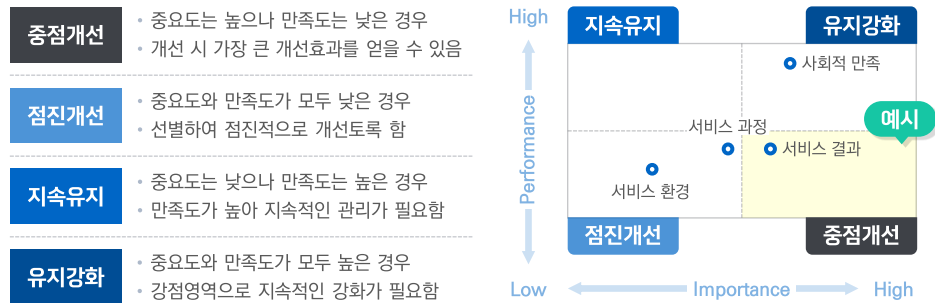 중점개선
• 중요도는 높으나 만족도는 낮은 경우
• 개선 시 가장 큰 개선효과를 얻을 수 있음
점진개선
• 중요도와 만족도가 모두 낮은 경우
• 선별하여 점진적으로 개선토록 함
지속유지
• 중요도는 낮으나 만족도는 높은 경우
• 만족도가 높아 지속적인 관리가 필요함
유지강화
• 중요도와 만족도가 모두 높은 경우
• 강점영역으로 지속적인 강화가 필요함
High
지속유지
유지강화
사회적 만족
예시
서비스 과정
서비스 결과
서비스 환경
Performance
점진개선
중점개선
Low
Importance
High